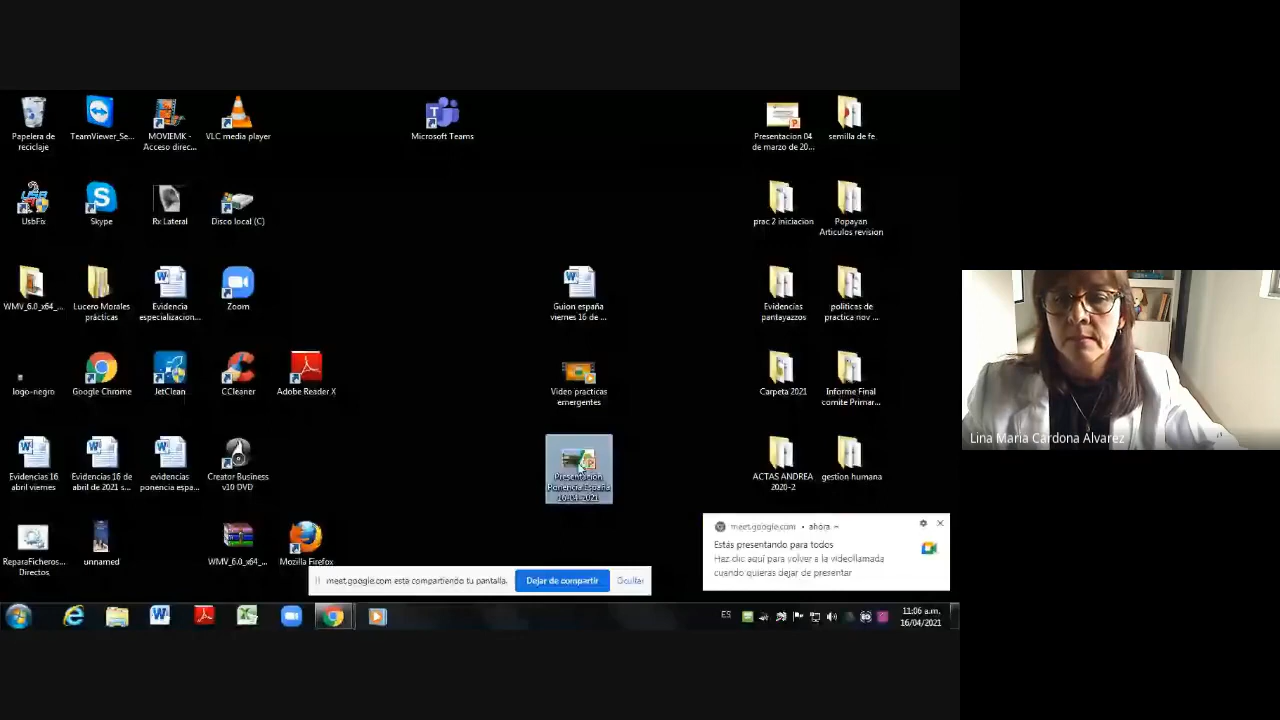 Papelera de
reciclaje
TeamViewer_Se...
MOVIEMK -
Acceso direc...
VLC media player
Microsoft Teams
Presentacion 04
de marzo de 20...
semilla de fe
UsbFix
Skype
Rx Lateral
Disco local (C)
prac 2 iniciacion
Popayan
Articulos revision
WMV_6.0_x64_...
Lucero Morales
prácticas
Evidencia
especializacion...
Zoom
Guion españa
viernes 16 de ...
Evidencias
pantayazzos
politicas de
practica nov ...
logo-negro
Google Chrome
JetClean
CCleaner
Adobe Reader X
Video practicas
emergentes
Carpeta 2021
Informe Final
comite Primar...
Evidencias 16
abril viernes
Evidencias 16 de
abril de 2021 s...
evidencias
ponencia espa...
Creator Business
v10 DVD
Presentación
Ponencia España
16-04-2021
ACTAS ANDREA
2020-2
gestion humana
ReparaFicheros...
Directos
unnamed
WMV_6.0_x64_...
Mozilla Firefox
meet.google.com está compartiendo tu pantalla.
Dejar de compartir
Ocultar
meet.google.com • ahora
Estás presentando para todos
Haz clic aquí para volver a la videollamada
cuando quieras dejar de presentar
ES
11:06 a.m.
16/04/2021
Lina Maria Cardona Alvarez